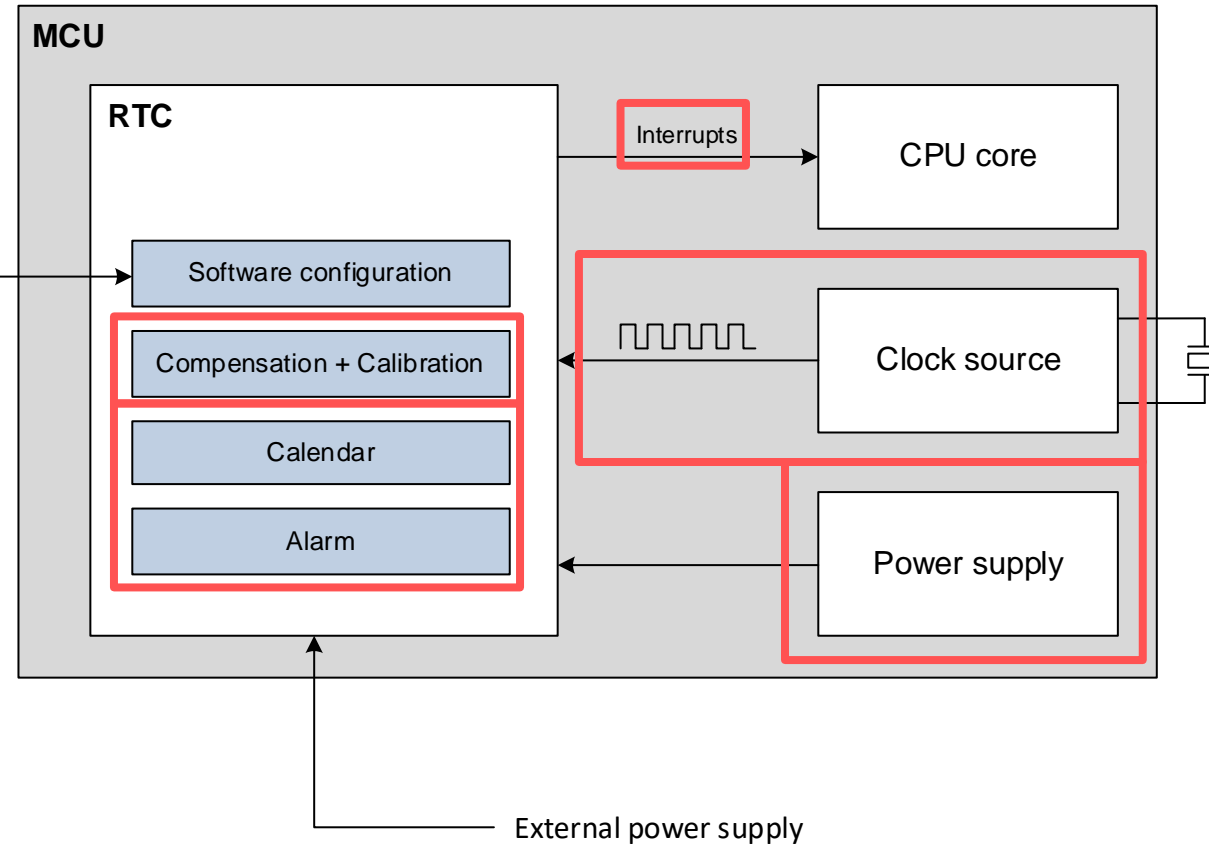 MCU
RTC
Interrupts
CPU core
Software configuration
Compensation + Calibration
Clock source
Calendar
Alarm
Power supply
External power supply